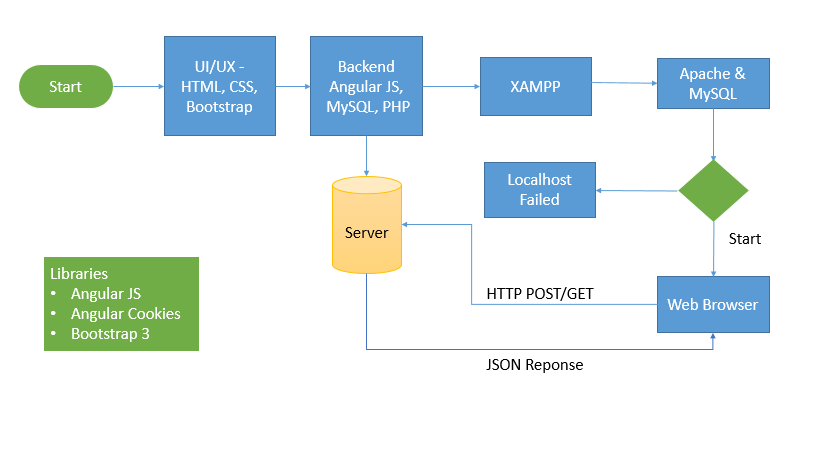 Start
UI/UX -
HTML, CSS,
Bootstrap
Backend
Angular JS,
MySQL, PHP
XAMPP
Apache &
MySQL
Localhost
Failed
Server
Start
Libraries
• Angular JS
• Angular Cookies
• Bootstrap 3
HTTP POST/GET
Web Browser
JSON Reponse